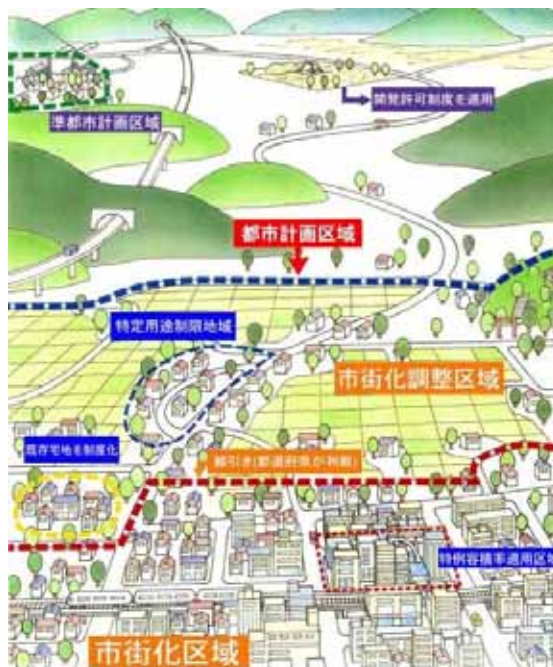 開発許可制度を適用
準都市計画区域
都市計画区域
特定用途制限地域
市街化調整区域
既存宅地を制度化
線引き(都道府県が判断)
特例容積率適用区域
市街化区域